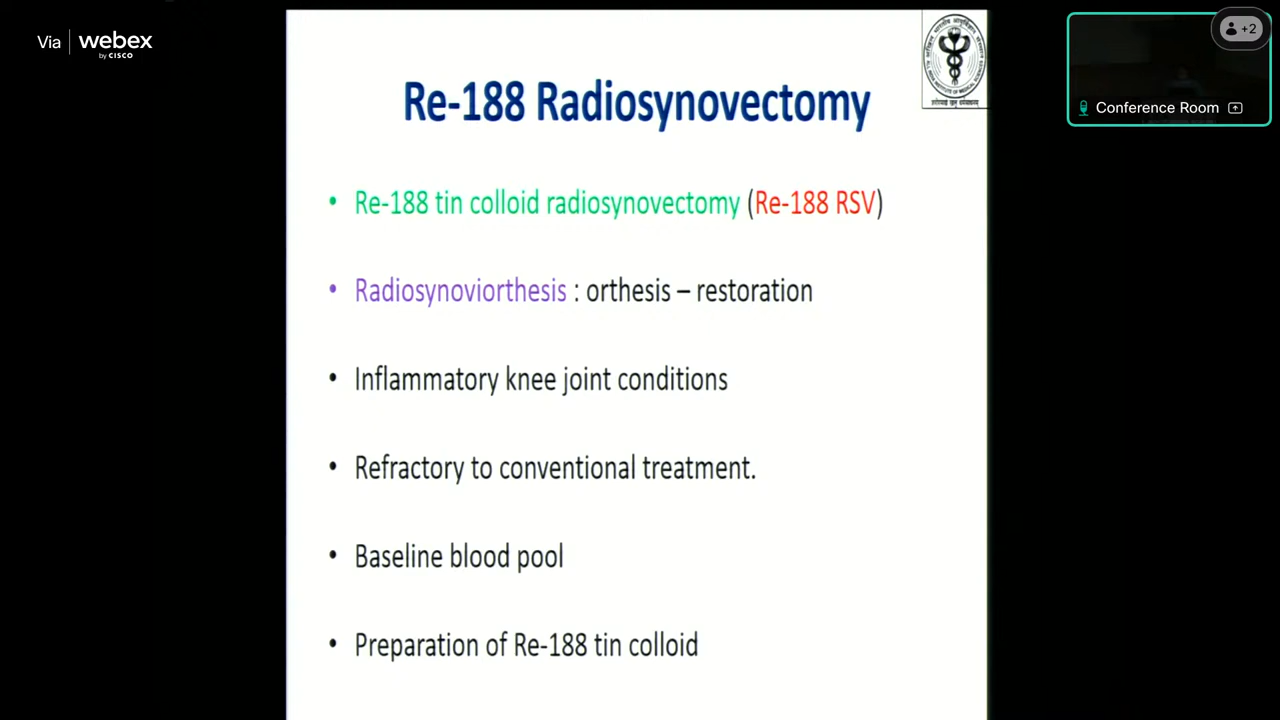 Via webex
by CISCO
+2
Conference Room
Re-188 Radiosynovectomy
• Re-188 tin colloid radiosynovectomy (Re-188 RSV)
• Radiosynoviorthesis : orthesis – restoration
• Inflammatory knee joint conditions
• Refractory to conventional treatment.
• Baseline blood pool
• Preparation of Re-188 tin colloid